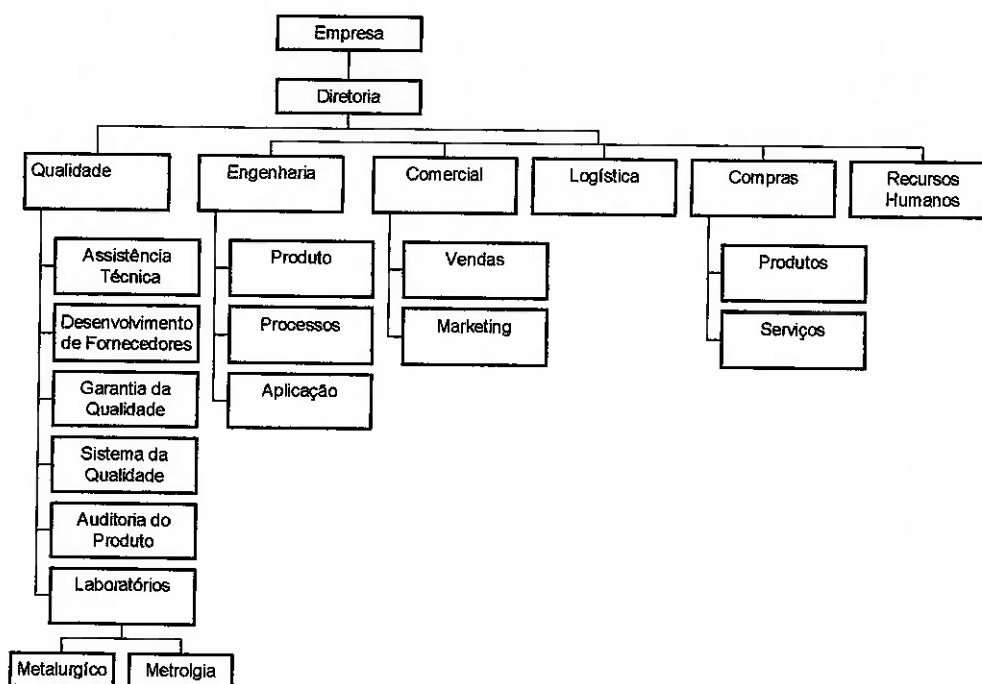 Empresa
Diretoria
Qualidade
Engenharia
Comercial
Logística
Compras
Recursos
Humanos
Assistência
Técnica
Desenvolvimento
de Fornecedores
Garantia da
Qualidade
Sistema da
Qualidade
Auditoria do
Produto
Laboratórios
Metalurgíco
Metrolgia
Produto
Processos
Aplicação
Vendas
Marketing
Produtos
Serviços